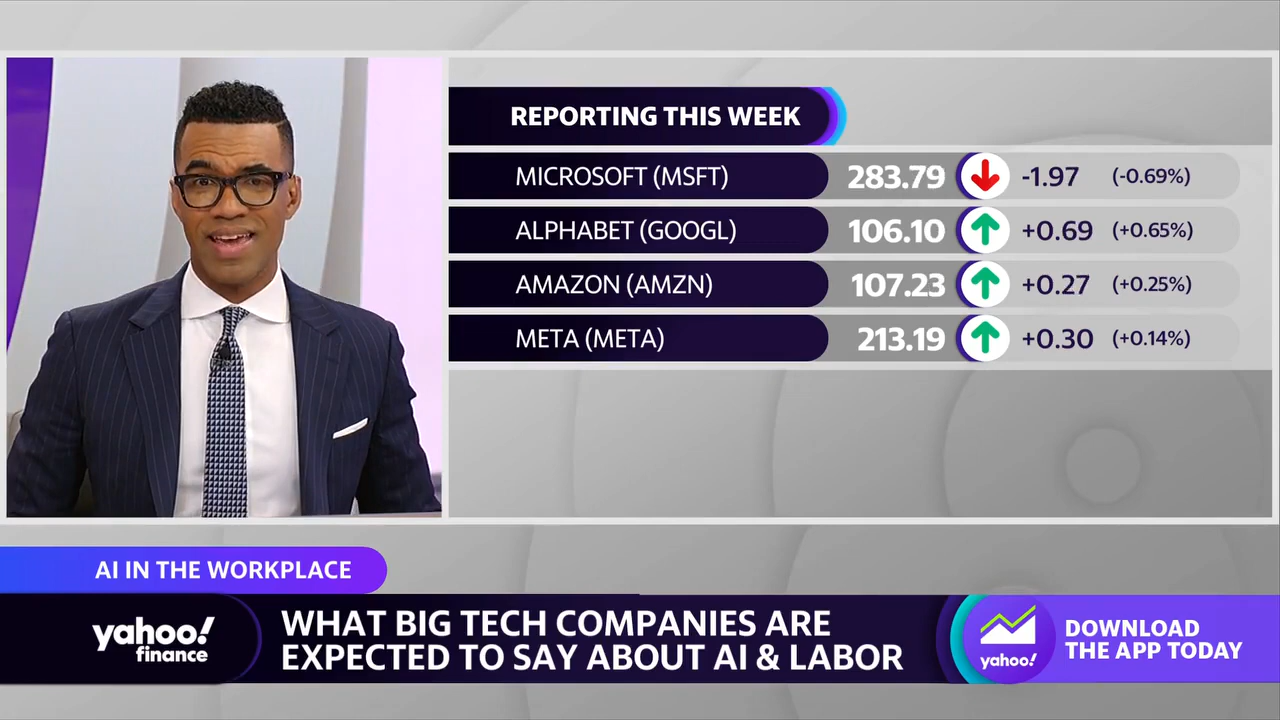 REPORTING THIS WEEK
MICROSOFT (MSFT) 283.79 -1.97 (-0.69%)
ALPHABET (GOOGL) 106.10 +0.69 (+0.65%)
AMAZON (AMZN) 107.23 +0.27 (+0.25%)
META (META) 213.19 +0.30 (+0.14%)
AI IN THE WORKPLACE
yahoo!
finance
WHAT BIG TECH COMPANIES ARE
EXPECTED TO SAY ABOUT AI & LABOR
yahoo!
DOWNLOAD
THE APP TODAY